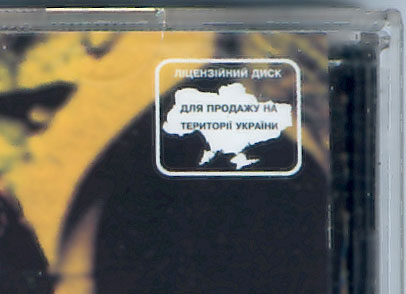 ЛІЦЕНЗІЙНИЙ ДИСК
ДЛЯ ПРОДАЖУ НА
ТЕРИТОРІЇ УКРАЇНИ